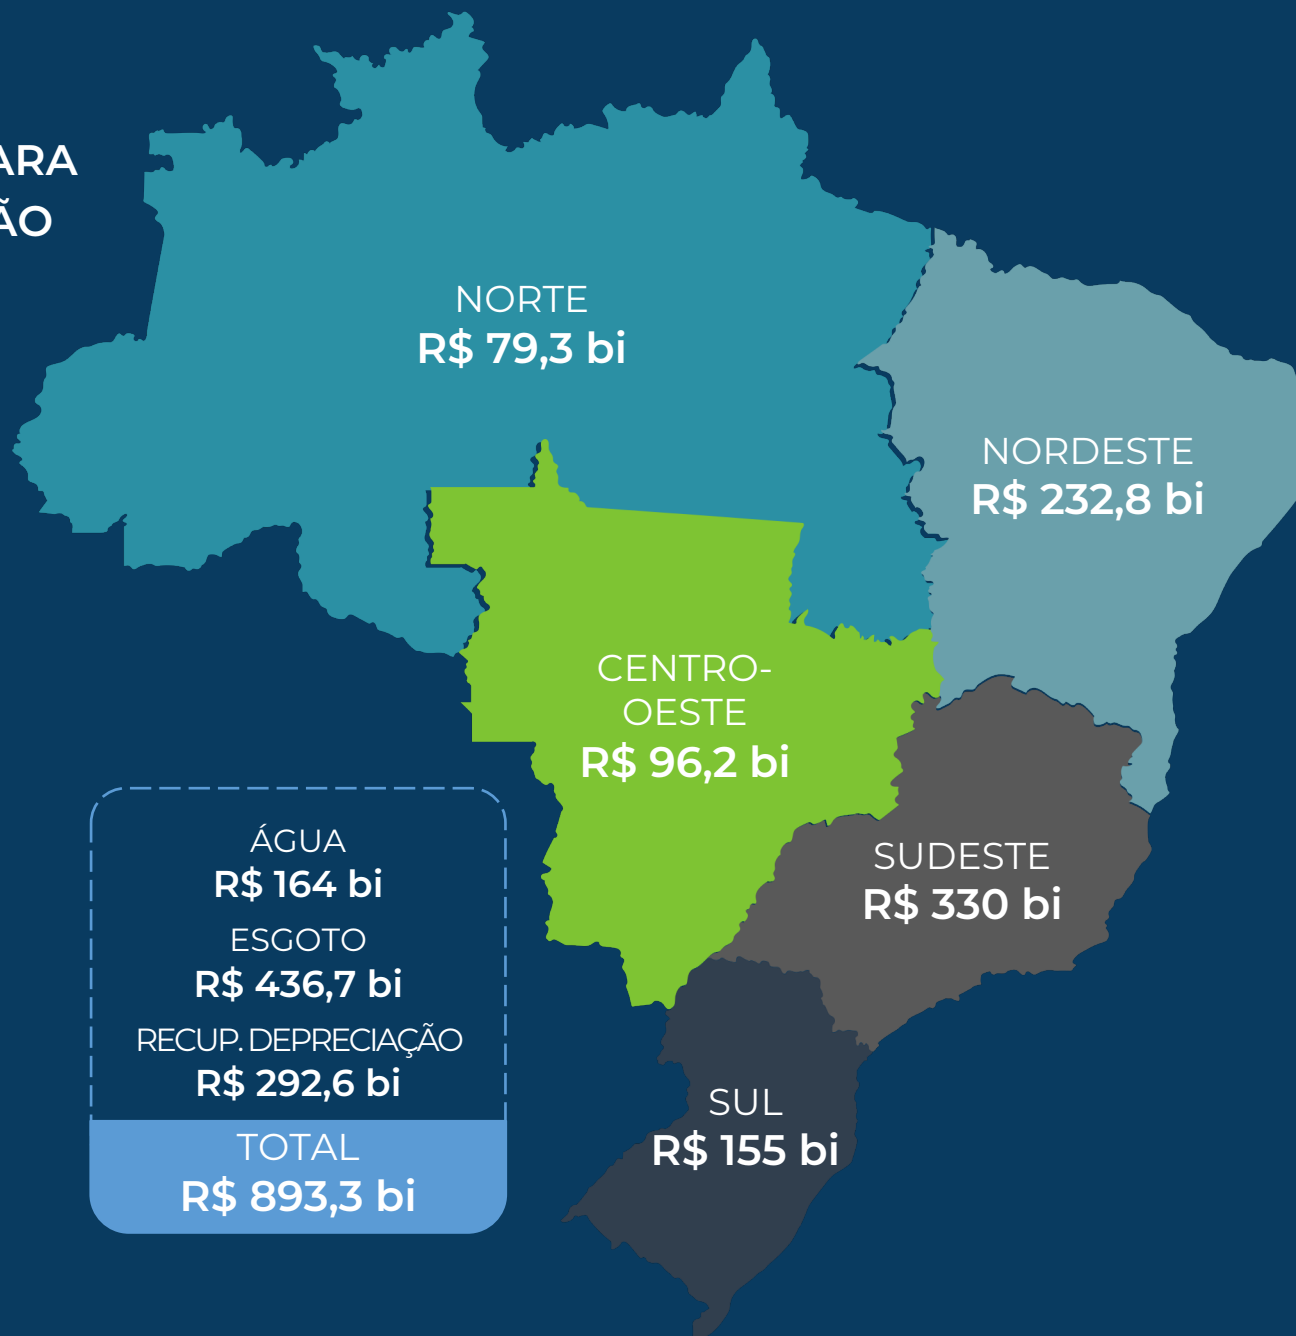 ARA
ÃO
NORTE
R$ 79,3 bi
NORDESTE
R$ 232,8 bi
CENTRO-
OESTE
R$ 96,2 bi
SUDESTE
R$ 330 bi
SUL
R$ 155 bi
ÁGUA
R$ 164 bi
ESGOTO
R$ 436,7 bi
RECUP. DEPRECIAÇÃO
R$ 292,6 bi
TOTAL
R$ 893,3 bi